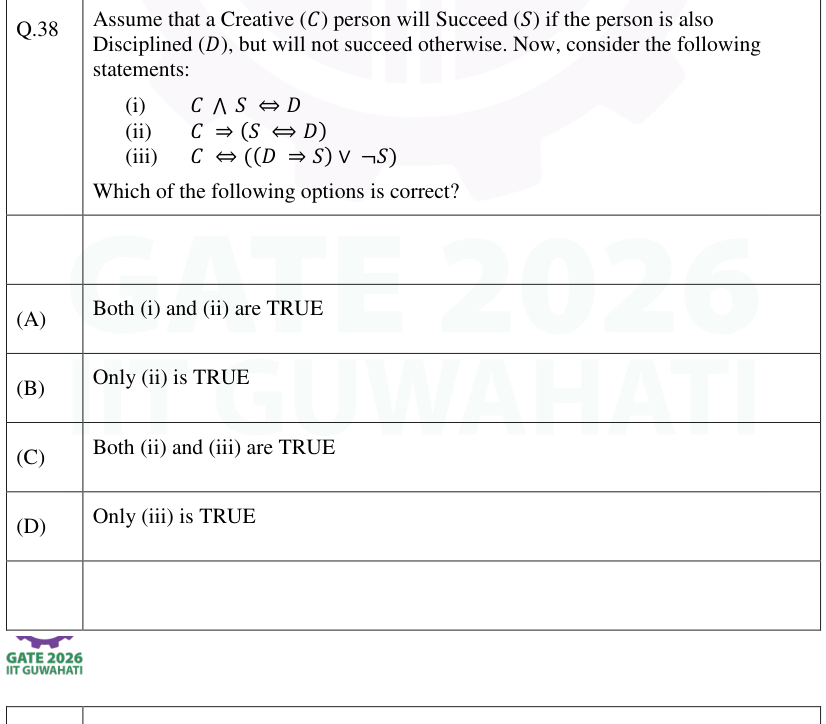 Q.38
Assume that a Creative (C) person will Succeed (S) if the person is also
Disciplined (D), but will not succeed otherwise. Now, consider the following
statements:
(i) C ∧ S ⇔ D
(ii) C ⇒ (S ⇔ D)
(iii) C ⇔ ((D ⇒ S) ∨ ¬S)
Which of the following options is correct?
GATE 2026
IIT GUWAHATI
(A) Both (i) and (ii) are TRUE
(B) Only (ii) is TRUE
(C) Both (ii) and (iii) are TRUE
(D) Only (iii) is TRUE
GATE 2026
IIT GUWAHATI